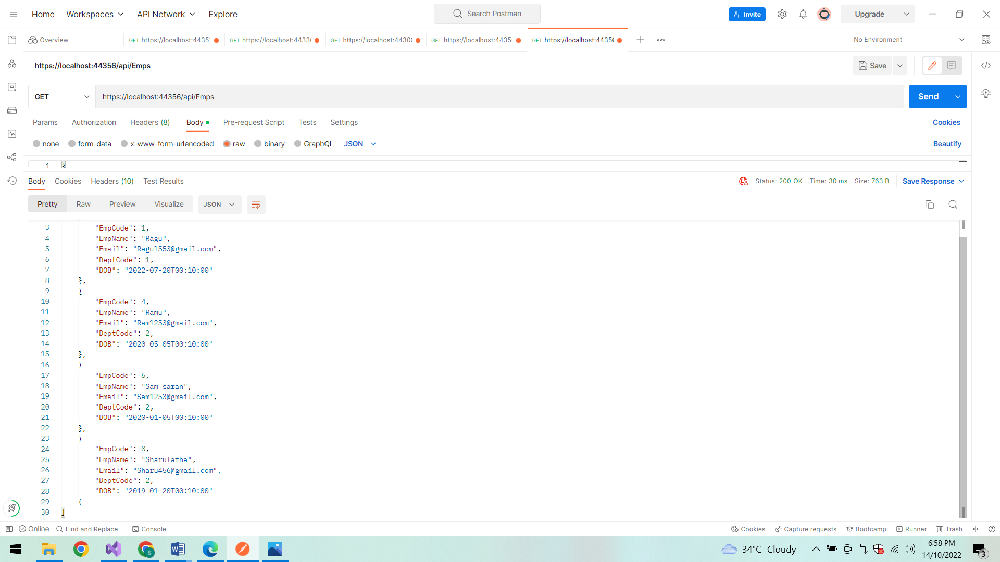 Home Workspaces API Network Explore Search Postman Invite Upgrade
Overview GET https://localhost:4435 GET https://localhost:4433 GET https://localhost:4430 GET https://localhost:4435 GET https://localhost:4435 No Environment
https://localhost:44356/api/Emps Save
GET https://localhost:44356/api/Emps Send
Params Authorization Headers (8) Body Pre-request Script Tests Settings Cookies
none form-data x-www-form-urlencoded raw binary GraphQL JSON Beautify
1 {
Body Cookies Headers (10) Test Results Status: 200 OK Time: 30 ms Size: 763 B Save Response
Pretty Raw Preview Visualize JSON
{
3 "EmpCode": 1,
4 "EmpName": "Ragu",
5 "Email": "Ragul553@gmail.com",
6 "DeptCode": 1,
7 "DOB": "2022-07-20T00:10:00"
8 },
9 {
10 "EmpCode": 4,
11 "EmpName": "Ramu",
12 "Email": "Ram1253@gmail.com",
13 "DeptCode": 2,
14 "DOB": "2020-05-05T00:10:00"
15 },
16 {
17 "EmpCode": 6,
18 "EmpName": "Sam saran",
19 "Email": "Sam1253@gmail.com",
20 "DeptCode": 2,
21 "DOB": "2020-01-05T00:10:00"
22 },
23 {
24 "EmpCode": 8,
25 "EmpName": "Sharulatha",
26 "Email": "Sharu456@gmail.com",
27 "DeptCode": 2,
28 "DOB": "2019-01-20T00:10:00"
29 }
30 ]
Online Find and Replace Console Cookies Capture requests Bootcamp Runner Trash
34°C Cloudy 6:58 PM
14/10/2022 3